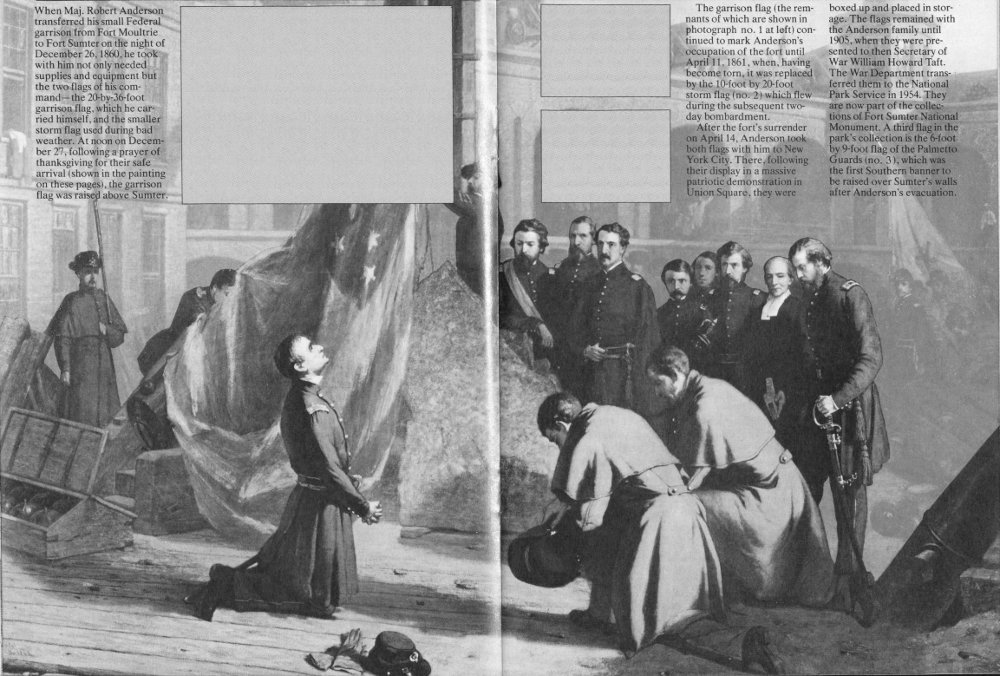 When Maj. Robert Anderson
transferred his small Federal
garrison from Fort Moultrie
to Fort Sumter on the night of
December 26, 1860, he took
with him not only needed
supplies and equipment but
the two flags of his com-
mand—the 20-by-36-foot
garrison flag, which he car-
ried himself, and the smaller
storm flag used during bad
weather. At noon on Decem-
ber 27, following a prayer of
thanksgiving for their safe
arrival (shown in the painting
on these pages), the garrison
flag was raised above Sumter.
The garrison flag (the rem-
nants of which are shown in
photograph no. 1 at left) con-
tinued to mark Anderson's
occupation of the fort until
April 11, 1861, when, having
become torn, it was replaced
by the 10-foot by 20-foot
storm flag (no. 2) which flew
during the subsequent two-
day bombardment.
After the fort's surrender
on April 14, Anderson took
both flags with him to New
York City. There, following
their display in a massive
patriotic demonstration in
Union Square, they were
boxed up and placed in stor-
age. The flags remained with
the Anderson family until
1905, when they were pre-
sented to then Secretary of
War William Howard Taft.
The War Department trans-
ferred them to the National
Park Service in 1954. They
are now part of the collec-
tions of Fort Sumter National
Monument. A third flag in the
park's collection is the 6-foot
by 9-foot flag of the Palmetto
Guards (no. 3), which was
the first Southern banner to
be raised over Sumter's walls
after Anderson's evacuation.